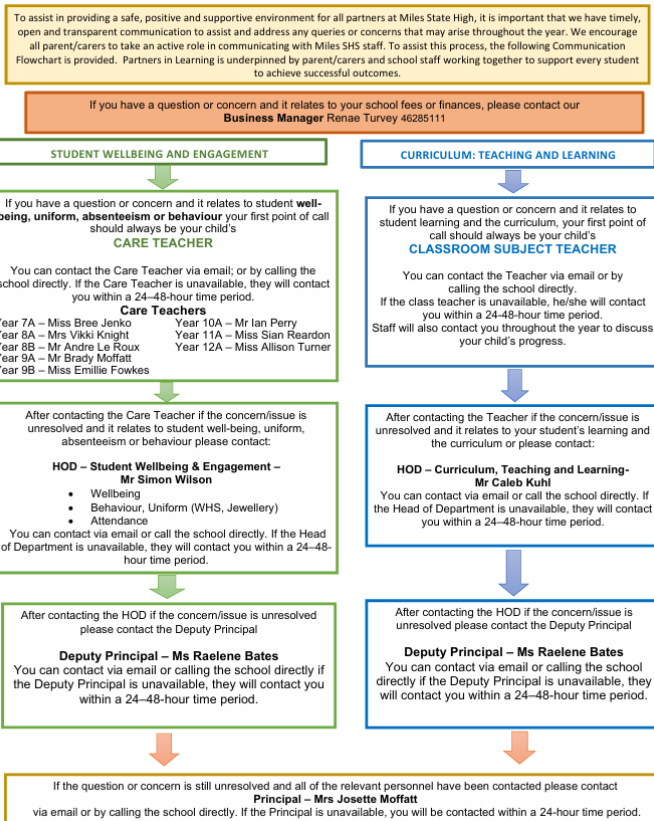 To assist in providing a safe, positive and supportive environment for all partners at Miles State High, it is important that we have timely,
open and transparent communication to assist and address any queries or concerns that may arise throughout the year. We encourage
all parent/carers to take an active role in communicating with Miles SHS staff. To assist this process, the following Communication
Flowchart is provided. Partners in Learning is underpinned by parent/carers and school staff working together to support every student
to achieve successful outcomes.
If you have a question or concern and it relates to your school fees or finances, please contact our
Business Manager Renae Turvey 46285111
STUDENT WELLBEING AND ENGAGEMENT
If you have a question or concern and it relates to student well-
being, uniform, absenteeism or behaviour your first point of call
should always be your child's
CARE TEACHER
You can contact the Care Teacher via email; or by calling the
school directly. If the Care Teacher is unavailable, they will contact
you within a 24–48-hour time period.
Care Teachers
Year 7A – Miss Bree Jenko
Year 8A – Mrs Vikki Knight
Year 8B – Mr Andre Le Roux
Year 9A – Mr Brady Moffatt
Year 9B – Miss Emillie Fowkes
Year 10A – Mr Ian Perry
Year 11A – Miss Sian Reardon
Year 12A – Miss Allison Turner
After contacting the Care Teacher if the concern/issue is
unresolved and it relates to student well-being, uniform,
absenteeism or behaviour please contact:
HOD – Student Wellbeing & Engagement –
Mr Simon Wilson
• Wellbeing
• Behaviour, Uniform (WHS, Jewellery)
• Attendance
You can contact via email or call the school directly. If the Head
of Department is unavailable, they will contact you within a 24–48-
hour time period.
After contacting the HOD if the concern/issue is unresolved
please contact the Deputy Principal
Deputy Principal – Ms Raelene Bates
You can contact via email or calling the school directly if
the Deputy Principal is unavailable, they will contact you
within a 24–48-hour time period.
CURRICULUM: TEACHING AND LEARNING
If you have a question or concern and it relates to
student learning and the curriculum, your first point of
call should always be your child's
CLASSROOM SUBJECT TEACHER
You can contact the Teacher via email or by
calling the school directly.
If the class teacher is unavailable, he/she will contact
you within a 24-48-hour time period.
Staff will also contact you throughout the year to discuss
your child's progress.
After contacting the Teacher if the concern/issue is
unresolved and it relates to your student's learning and
the curriculum or please contact:
HOD – Curriculum, Teaching and Learning-
Mr Caleb Kuhl
You can contact via email or call the school directly. If
the Head of Department is unavailable, they will contact
you within a 24–48-hour time period.
After contacting the HOD if the concern/issue is
unresolved please contact the Deputy Principal
Deputy Principal – Ms Raelene Bates
You can contact via email or calling the school
directly if the Deputy Principal is unavailable, they
will contact you within a 24–48-hour time period.
If the question or concern is still unresolved and all of the relevant personnel have been contacted please contact
Principal – Mrs Josette Moffatt
via email or by calling the school directly. If the Principal is unavailable, you will be contacted within a 24-hour time period.